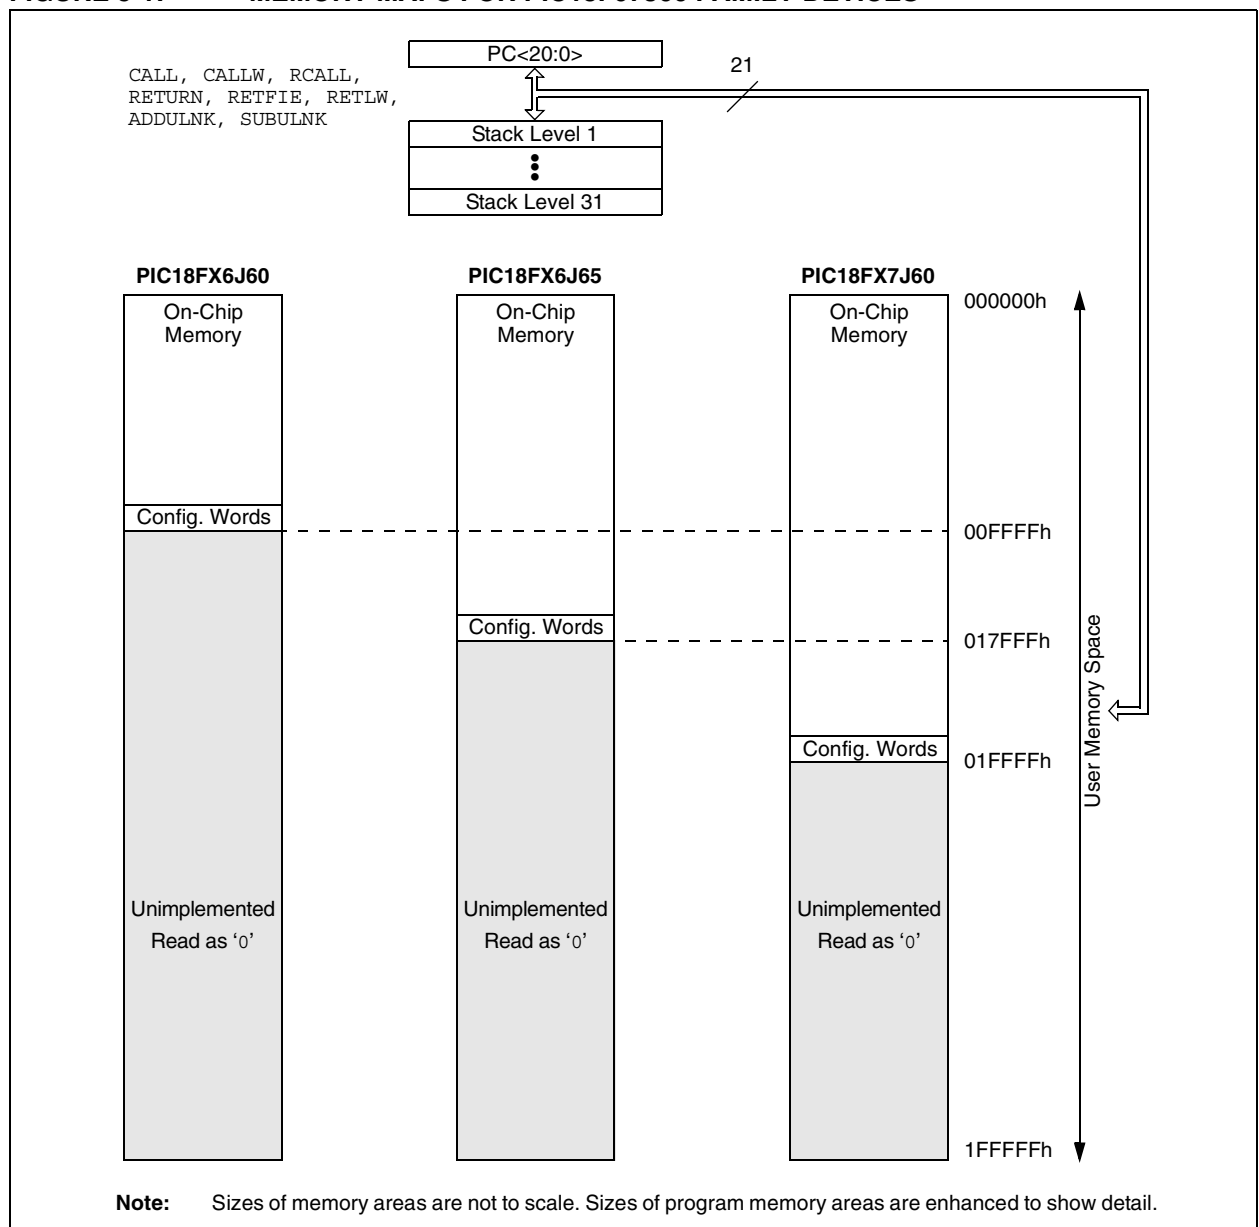 PC<20:0>
21
CALL, CALLW, RCALL,
RETURN, RETFIE, RETLW,
ADDULNK, SUBULNK
Stack Level 1
Stack Level 31
PIC18FX6J60
PIC18FX6J65
PIC18FX7J60
On-Chip
Memory
On-Chip
Memory
On-Chip
Memory
000000h
Config. Words
00FFFFh
Config. Words
017FFFh
Config. Words
01FFFFh
User Memory Space
Unimplemented
Read as ‘0’
Unimplemented
Read as ‘0’
Unimplemented
Read as ‘0’
1FFFFFh
Note: Sizes of memory areas are not to scale. Sizes of program memory areas are enhanced to show detail.